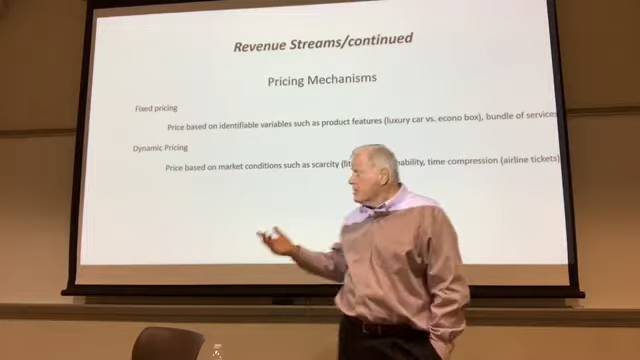 Revenue Streams/continued
Pricing Mechanisms
Fixed pricing
Price based on identifiable variables such as product features (luxury car vs. econo box), bundle of services
Dynamic Pricing
Price based on market conditions such as scarcity time compression (airline tickets)